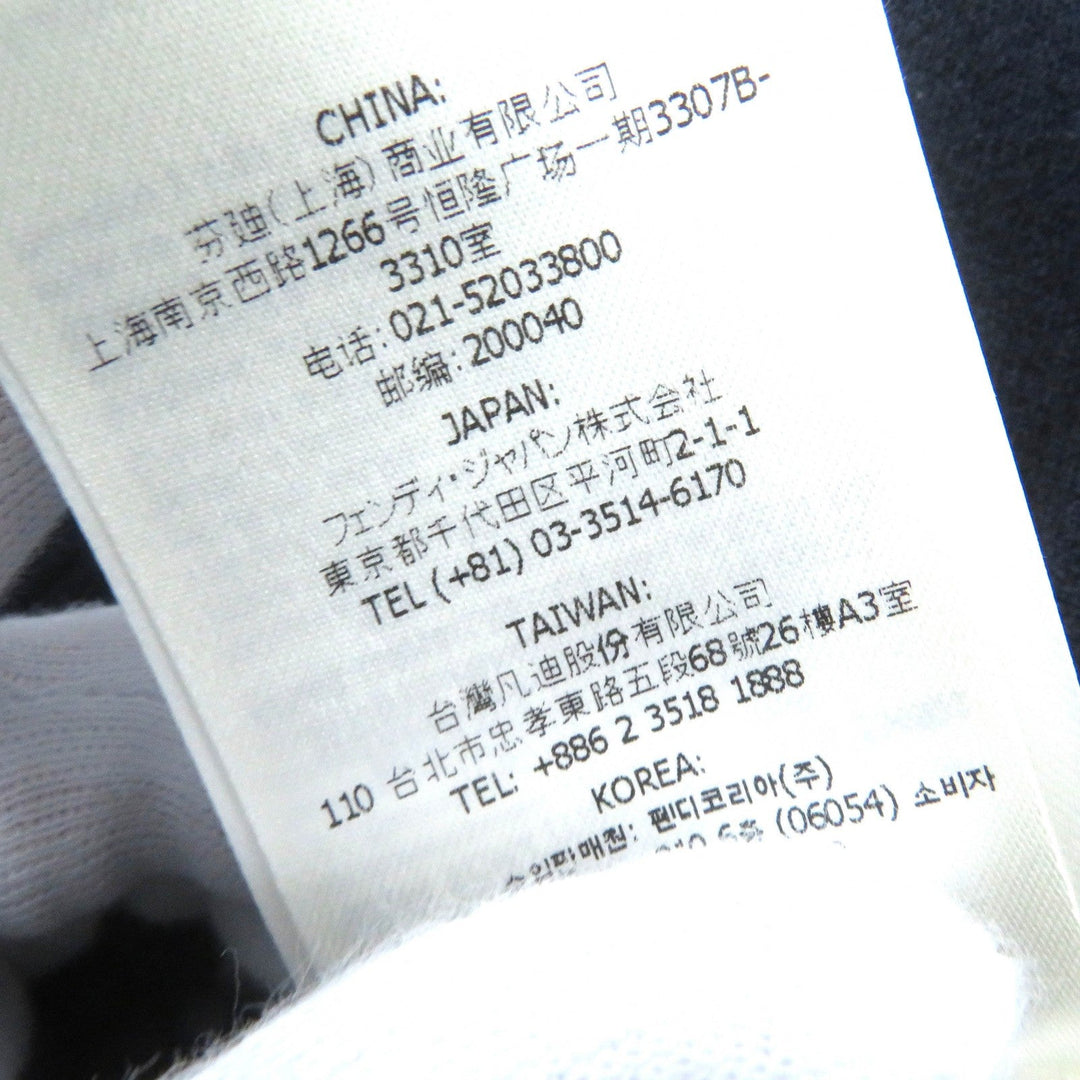 CHINA:
芬迪(上海)商业有限公司
上海南京西路1266号恒隆广场一期3307B-
3310室
电话: 021-52033800
邮编: 200040
JAPAN:
フェンディ・ジャパン株式会社
東京都千代田区平河町2-1-1
TEL (+81) 03-3514-6170
TAIWAN:
台灣凡迪股份有限公司
110 台北市忠孝東路五段68號26樓A3室
TEL: +886 2 3518 1888
KOREA:
수입판매원: 펜디코리아(주)
(06054) 소비자